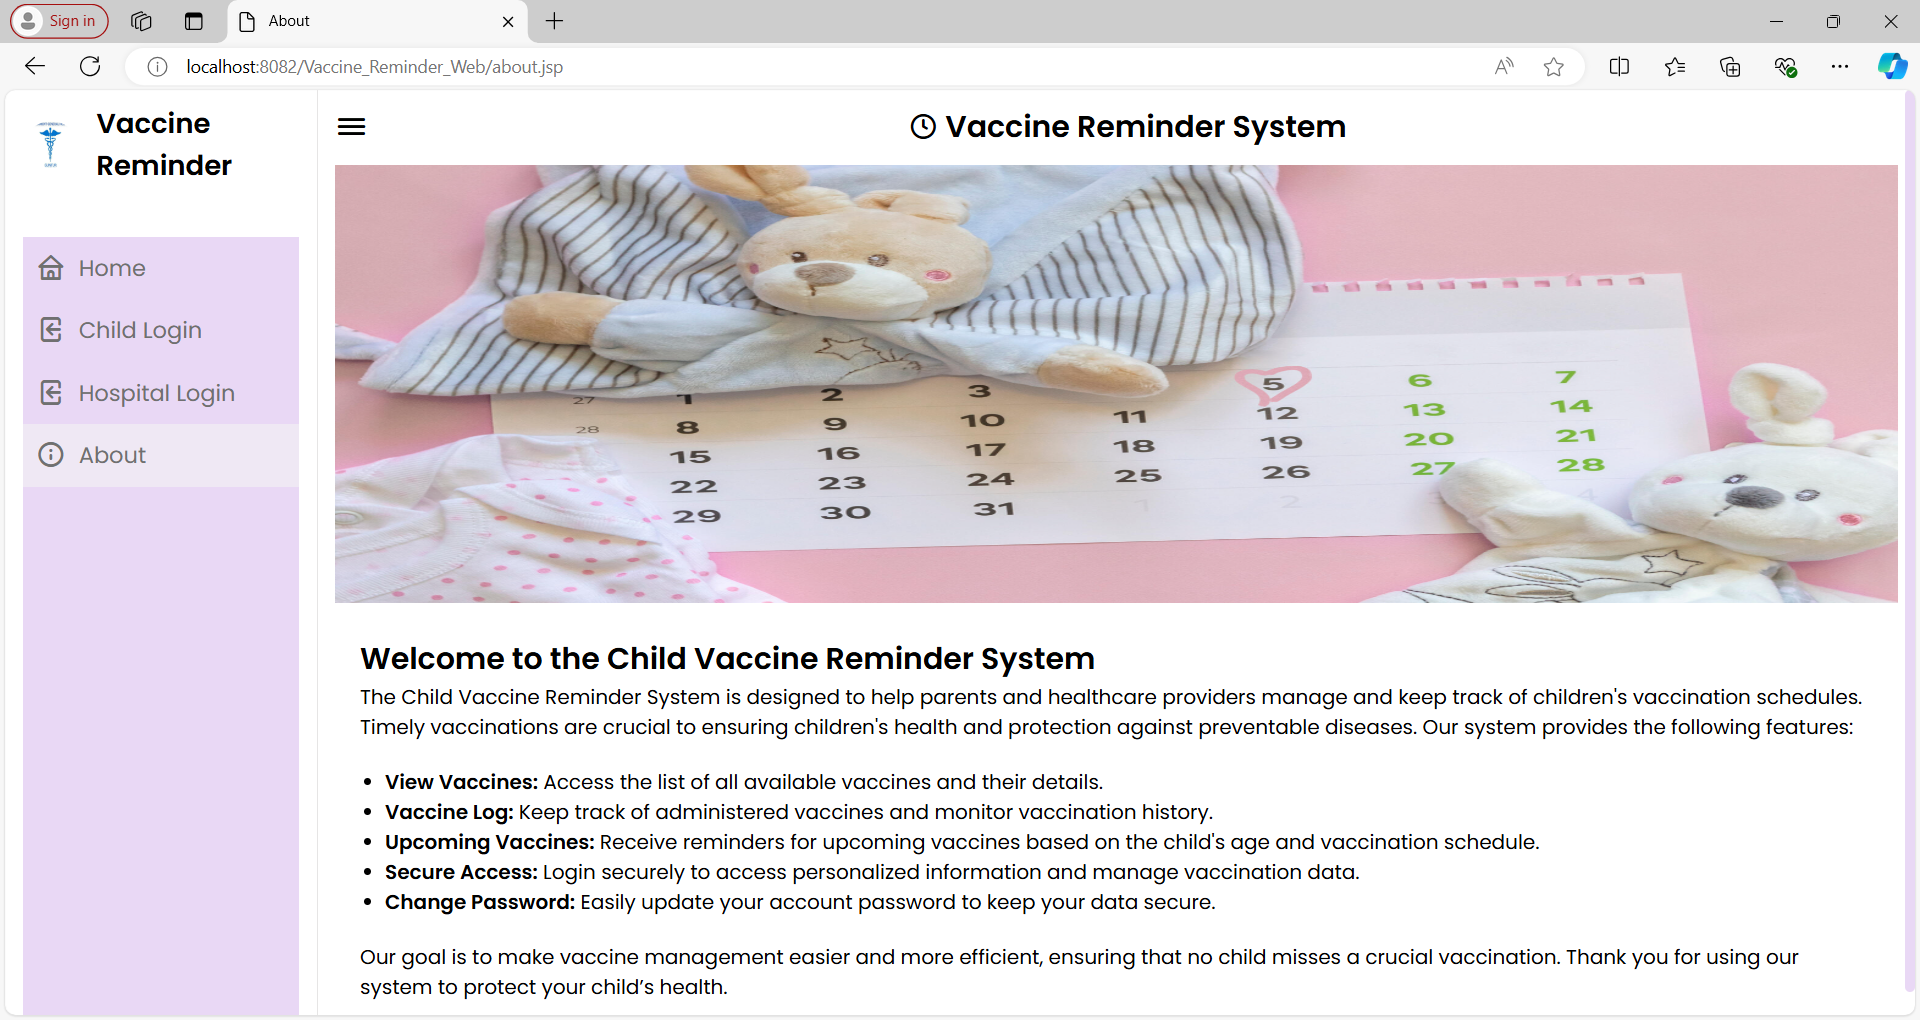 Sign in
About
localhost:8082/Vaccine_Reminder_Web/about.jsp
Vaccine
Reminder
Home
Child Login
Hospital Login
About
Vaccine Reminder System
27 1 2 3 5 6 7
28 8 9 10 11 12 13 14
15 16 17 18 19 20 21
22 23 24 25 26 27 28
29 30 31 1 2 4
Welcome to the Child Vaccine Reminder System
The Child Vaccine Reminder System is designed to help parents and healthcare providers manage and keep track of children's vaccination schedules.
Timely vaccinations are crucial to ensuring children's health and protection against preventable diseases. Our system provides the following features:
• View Vaccines: Access the list of all available vaccines and their details.
• Vaccine Log: Keep track of administered vaccines and monitor vaccination history.
• Upcoming Vaccines: Receive reminders for upcoming vaccines based on the child's age and vaccination schedule.
• Secure Access: Login securely to access personalized information and manage vaccination data.
• Change Password: Easily update your account password to keep your data secure.
Our goal is to make vaccine management easier and more efficient, ensuring that no child misses a crucial vaccination. Thank you for using our
system to protect your child’s health.